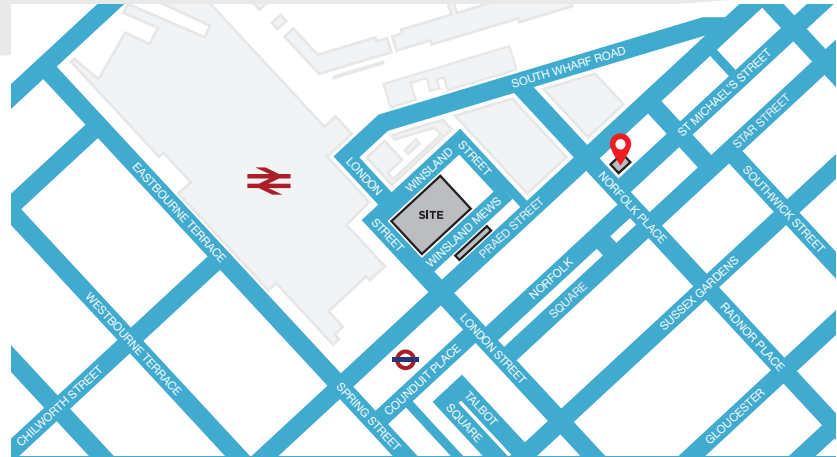 SOUTH WHARF ROAD
ST MICHAEL'S STREET
STAR STREET
SOUTHWICK STREET
LONDON
STREET
WINSLAND
STREET
SITE
WINSLAND MEWS
PRAED STREET
NORFOLK PLACE
EASTBOURNE TERRACE
WESTBOURNE TERRACE
CHILWORTH STREET
NORFOLK
SQUARE
SUSSEX GARDENS
RADNOR PLACE
GLOUCESTER
LONDON STREET
COUNDUIT PLACE
SPRING STREET
TALBOT
SQUARE